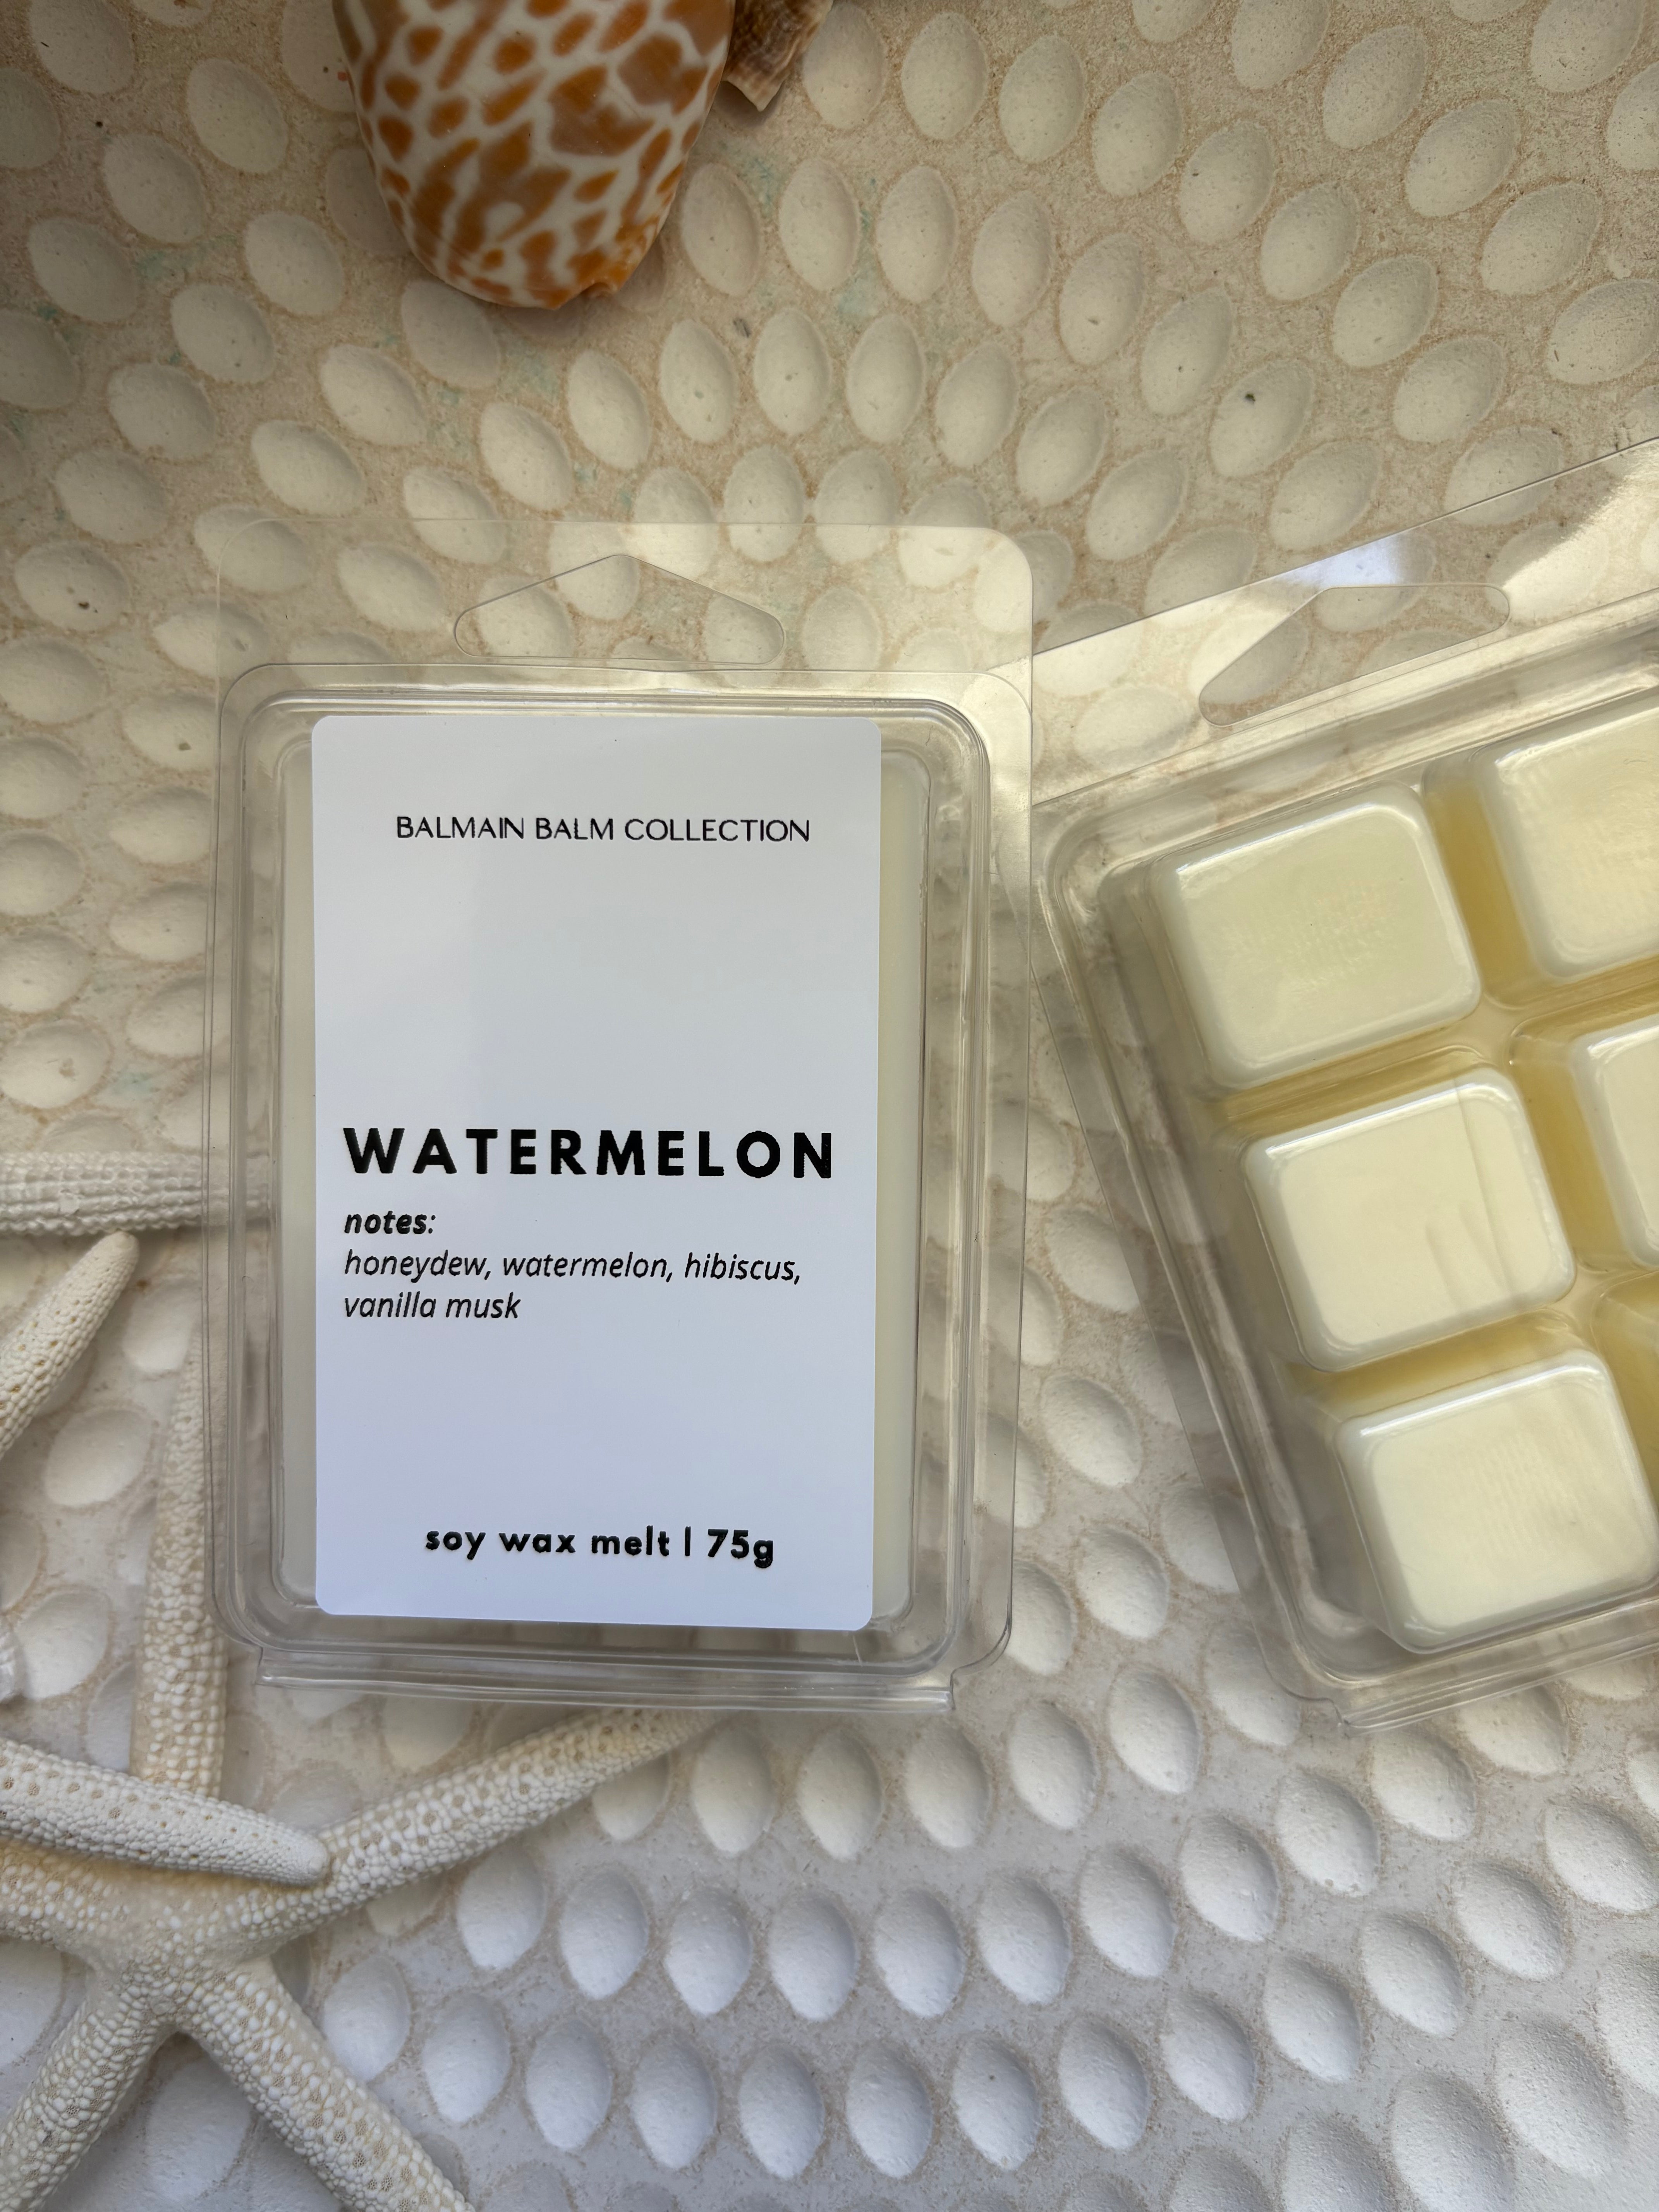 BALMAIN BALM COLLECTION
WATERMELON
notes:
honeydew, watermelon, hibiscus,
vanilla musk
soy wax melt | 75g